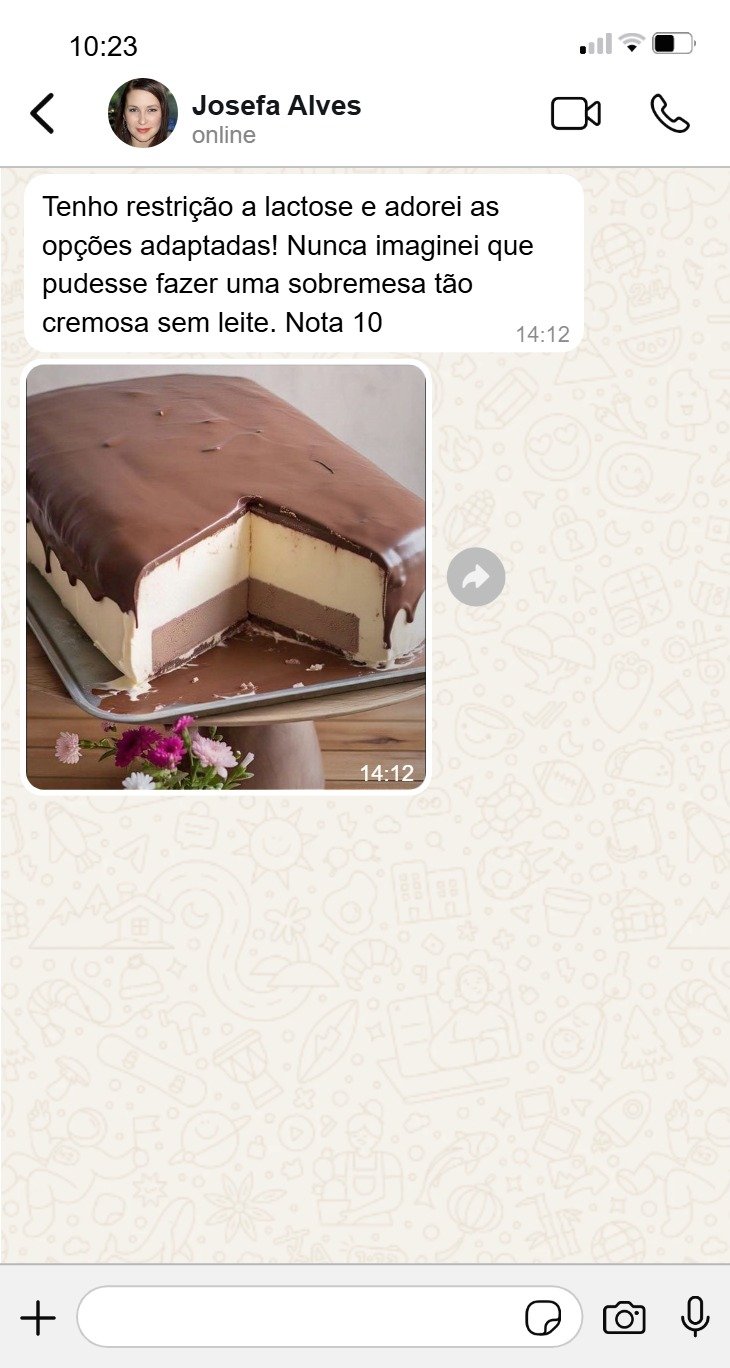 10:23
Josefa Alves
online
Tenho restrição a lactose e adorei as
opções adaptadas! Nunca imaginei que
pudesse fazer uma sobremesa tão
cremosa sem leite. Nota 10
14:12
14:12